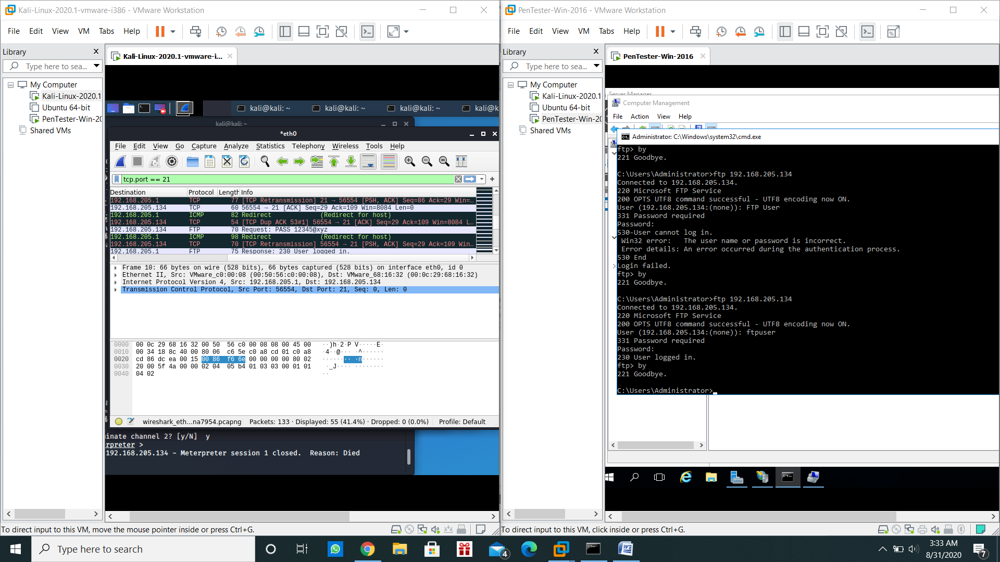 Kali-Linux-2020.1-vmware-i386 - VMware Workstation
File Edit View VM Tabs Help
Library
Type here to sea...
My Computer
Kali-Linux-2020.1
Ubuntu 64-bit
PenTester-Win-20
Shared VMs
Kali-Linux-2020.1-vmware-i...
kali@kali: ~
kali@kali: ~
kali@kali: ~
kali@k
kali@kali: ~
*eth0
File Edit View Go Capture Analyze Statistics Telephony Wireless Tools Help
tcp.port == 21
Destination Protocol Length Info
192.168.205.1 TCP 77 [TCP Retransmission] 21 → 56554 [PSH, ACK] Seq=86 Ack=29 Win=…
192.168.205.134 TCP 60 56554 → 21 [ACK] Seq=29 Ack=109 Win=8084 Len=0
192.168.205.1 ICMP 82 Redirect (Redirect for host)
192.168.205.134 TCP 54 [TCP Dup ACK 53#1] 56554 → 21 [ACK] Seq=29 Ack=109 Win=8084 L…
192.168.205.134 FTP 70 Request: PASS 12345@xyz
192.168.205.1 ICMP 98 Redirect (Redirect for host)
192.168.205.134 TCP 70 [TCP Retransmission] 56554 → 21 [PSH, ACK] Seq=29 Ack=109 Win…
192.168.205.1 FTP 75 Response: 230 User logged in.
Frame 10: 66 bytes on wire (528 bits), 66 bytes captured (528 bits) on interface eth0, id 0
Ethernet II, Src: VMware_c0:00:08 (00:50:56:c0:00:08), Dst: VMware_68:16:32 (00:0c:29:68:16:32)
Internet Protocol Version 4, Src: 192.168.205.1, Dst: 192.168.205.134
Transmission Control Protocol, Src Port: 56554, Dst Port: 21, Seq: 0, Len: 0
0000 00 0c 29 68 16 32 00 50 56 c0 00 08 08 00 45 00 ··)h·2·P V·····E·
0010 00 34 18 8c 40 00 80 06 c6 5e c0 a8 cd 01 c0 a8 ·4··@··· ·^······
0020 cd 86 dc ea 00 15 00 86 f6 6e 00 00 00 00 80 02 ········ ·n······
0030 20 00 5f 4a 00 00 02 04 05 b4 01 03 03 00 01 01 ·_J···· ········
0040 04 02 ··
wireshark_eth…na7954.pcapng Packets: 133 · Displayed: 55 (41.4%) · Dropped: 0 (0.0%) Profile: Default
inate channel 2? [y/N] y
rpreter >
192.168.205.134 - Meterpreter session 1 closed. Reason: Died
To direct input to this VM, move the mouse pointer inside or press Ctrl+G.
PenTester-Win-2016 - VMware Workstation
File Edit View VM Tabs Help
Library
Type here to sea...
My Computer
Kali-Linux-2020.1
Ubuntu 64-bit
PenTester-Win-20
Shared VMs
PenTester-Win-2016
Server Manager
Computer Management
File Action View Help
Administrator: C:\Windows\system32\cmd.exe
ftp> by
221 Goodbye.
C:\Users\Administrator>ftp 192.168.205.134
Connected to 192.168.205.134.
220 Microsoft FTP Service
200 OPTS UTF8 command successful - UTF8 encoding now ON.
User (192.168.205.134:(none)): FTP User
331 Password required
Password:
530-User cannot log in.
Win32 error: The user name or password is incorrect.
Error details: An error occurred during the authentication process.
530 End
Login failed.
ftp> by
221 Goodbye.
C:\Users\Administrator>ftp 192.168.205.134
Connected to 192.168.205.134.
220 Microsoft FTP Service
200 OPTS UTF8 command successful - UTF8 encoding now ON.
User (192.168.205.134:(none)): ftpuser
331 Password required
Password:
230 User logged in.
ftp> by
221 Goodbye.
C:\Users\Administrator>
To direct input to this VM, click inside or press Ctrl+G.
Type here to search
4
3:33 AM
8/31/2020
7